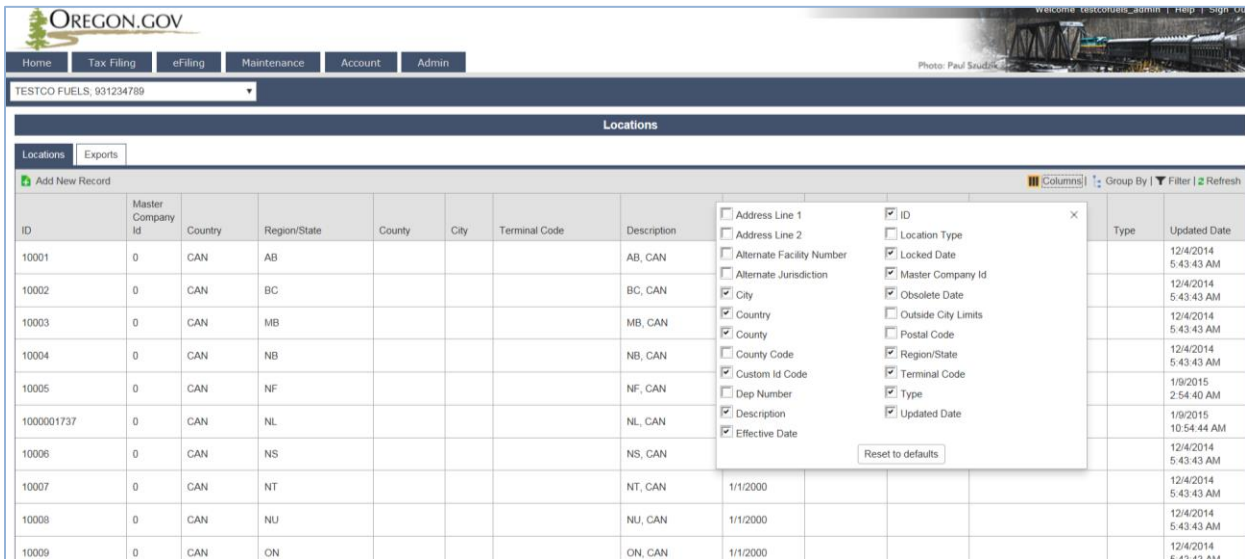 Welcome testcofuels_admin | Help | Sign Ou
OREGON.GOV
Home Tax Filing eFiling Maintenance Account Admin
Photo: Paul Szudzik
TESTCO FUELS, 931234789
Locations
Locations Exports
Add New Record Columns | Group By | Filter | Refresh
ID Master Company Id Country Region/State County City Terminal Code Description Type Updated Date
10001 0 CAN AB AB, CAN 12/4/2014 5:43:43 AM
10002 0 CAN BC BC, CAN 12/4/2014 5:43:43 AM
10003 0 CAN MB MB, CAN 12/4/2014 5:43:43 AM
10004 0 CAN NB NB, CAN 12/4/2014 5:43:43 AM
10005 0 CAN NF NF, CAN 1/9/2015 2:54:40 AM
1000001737 0 CAN NL NL, CAN 1/9/2015 10:54:44 AM
10006 0 CAN NS NS, CAN 12/4/2014 5:43:43 AM
10007 0 CAN NT NT, CAN 1/1/2000 12/4/2014 5:43:43 AM
10008 0 CAN NU NU, CAN 1/1/2000 12/4/2014 5:43:43 AM
10009 0 CAN ON ON, CAN 1/1/2000 12/4/2014 5:43:43 AM
Address Line 1 ID
Address Line 2 Location Type
Alternate Facility Number Locked Date
Alternate Jurisdiction Master Company Id
City Obsolete Date
Country Outside City Limits
County Postal Code
County Code Region/State
Custom Id Code Terminal Code
Dep Number Type
Description Updated Date
Effective Date
Reset to defaults